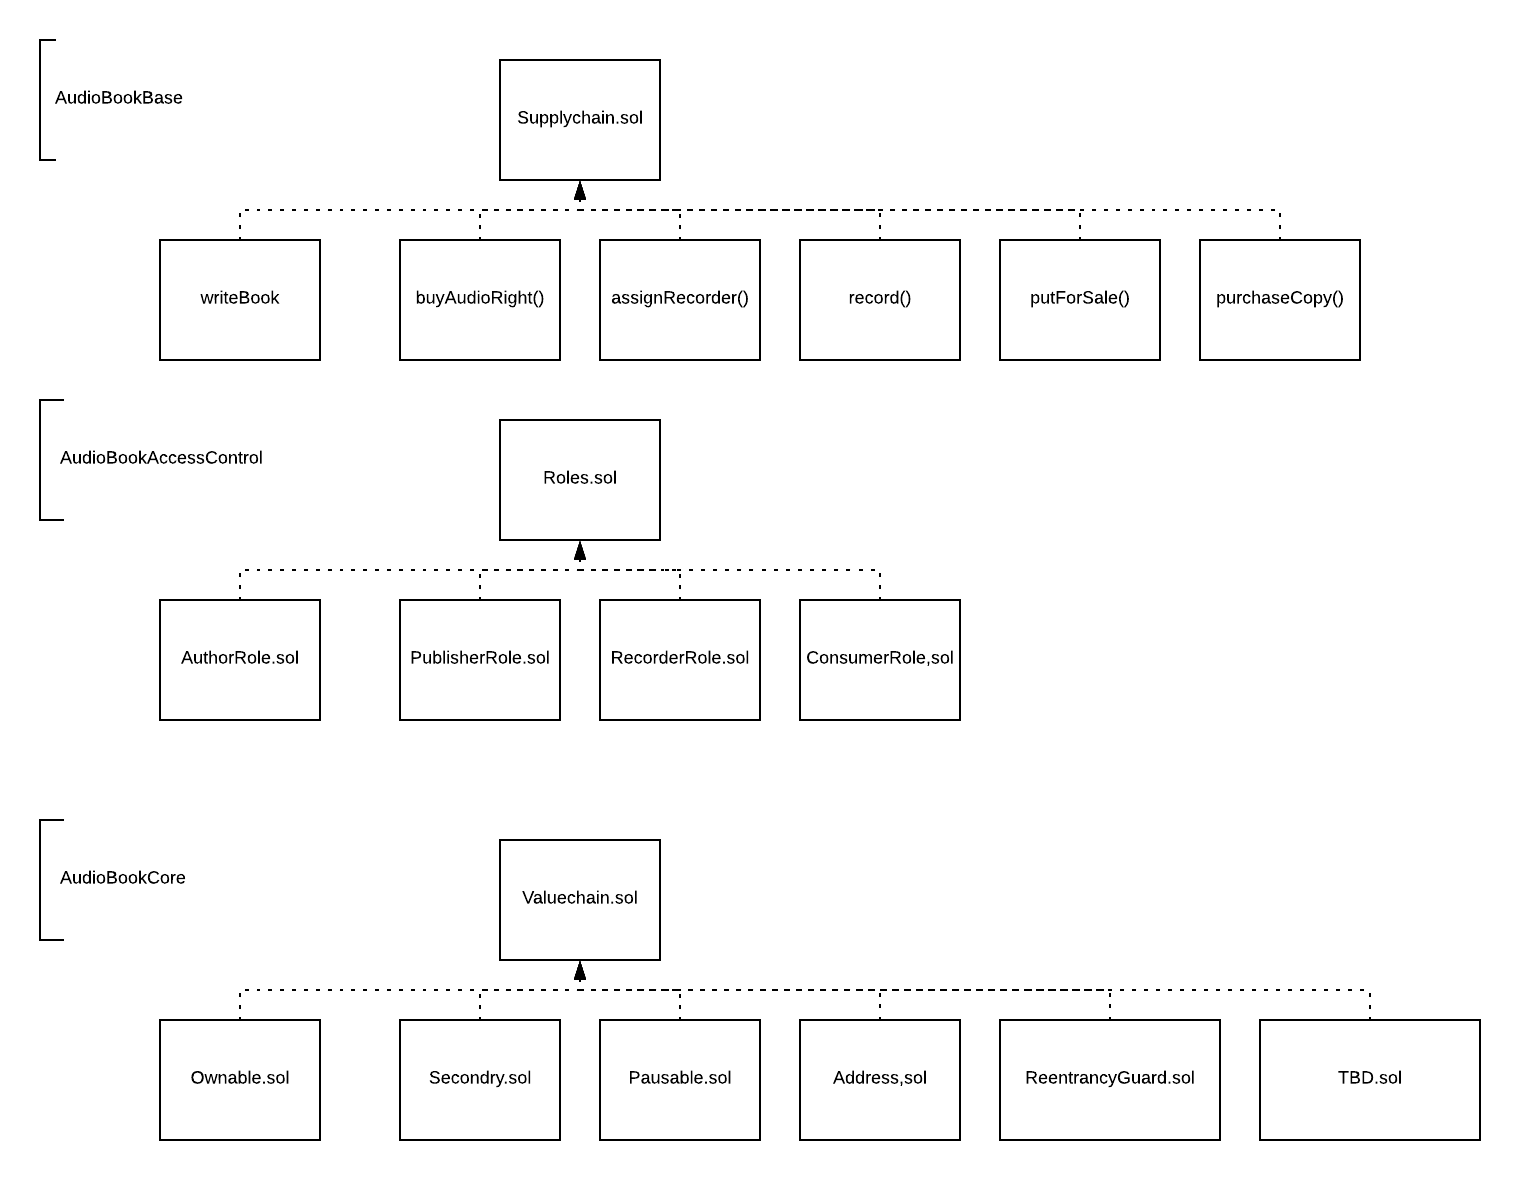 AudioBookBase
Supplychain.sol
writeBook
buyAudioRight()
assignRecorder()
record()
putForSale()
purchaseCopy()
AudioBookAccessControl
Roles.sol
AuthorRole.sol
PublisherRole.sol
RecorderRole.sol
ConsumerRole,sol
AudioBookCore
Valuechain.sol
Ownable.sol
Secondry.sol
Pausable.sol
Address,sol
ReentrancyGuard.sol
TBD.sol